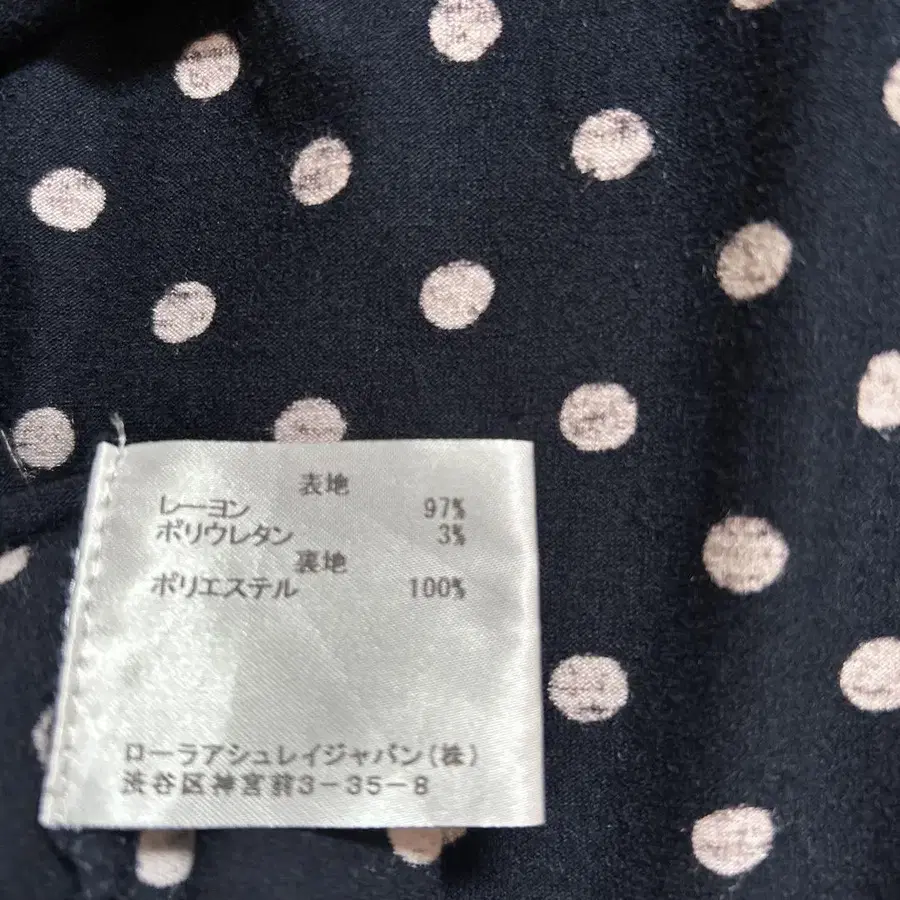 表地
レーヨン 97%
ポリウレタン 3%
裏地
ポリエステル 100%
ローラアシュレイジャパン(株)
渋谷区神宮前3-35-8